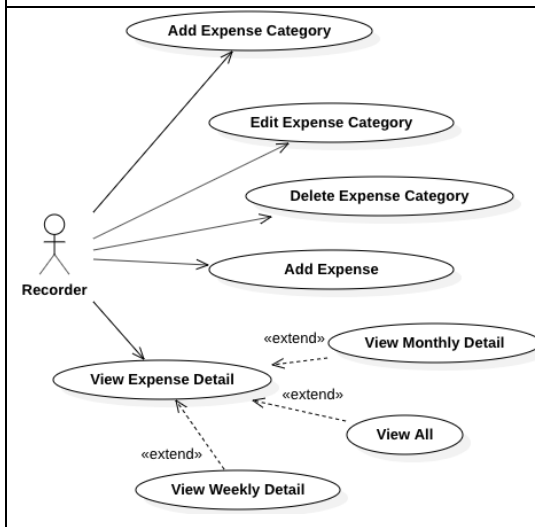 Add Expense Category
Edit Expense Category
Delete Expense Category
Add Expense
Recorder
«extend»
View Monthly Detail
View Expense Detail
«extend»
View All
«extend»
View Weekly Detail